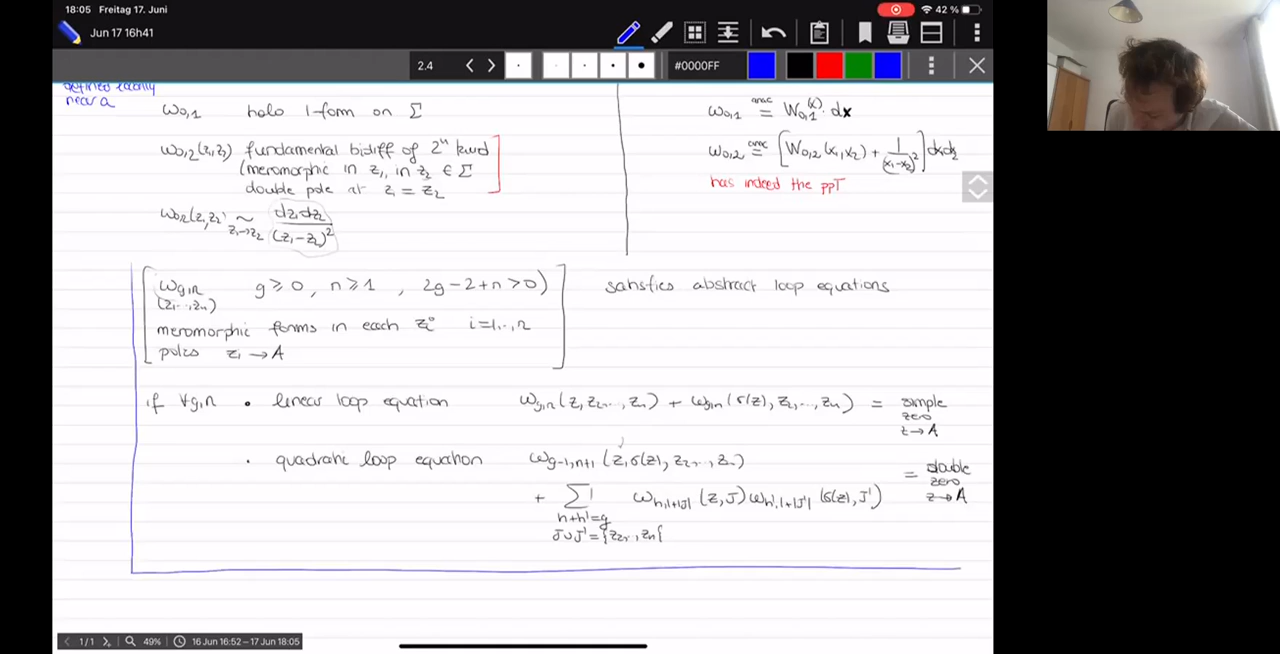 18:05 Freitag 17. Juni
42 %
Jun 17 16h41
2.4
#0000FF
defined locally
near a
ω0,1 holo 1-form on Σ
ω0,2(z1,z2) fundamental bidiff of 2nd kind
(meromorphic in z1, in z2 ∈ Σ
double pole at z1 = z2
ω0,2(z1,z2) ~ z1→z2 dz1dz2/(z1-z2)²
ω0,1 = W0,1(x) dx
ω0,2 = [W0,2(x1,x2) + 1/(x1-x2)²] dx1dx2
has indeed the ppT
ωg,n g ≥ 0, n ≥ 1, 2g-2+n > 0)
(z1,...,zn)
meromorphic forms in each zi i=1,..,n
poles zi → A
satisfies abstract loop equations
if ∀g,n • linear loop equation ωg,n(z,z2,...,zn) + ωg,n(σ(z),z2,...,zn) = simple zero z→A
• quadratic loop equation ωg-1,n+1(z,σ(z),z2,...,zn)
+ Σ ωh,1+|J|(z,J) ωh',1+|J'|(σ(z),J') = double zero z→A
h+h'=g
J∪J'={z2,...,zn{
1/1 49% 16 Jun 16:52 – 17 Jun 18:05